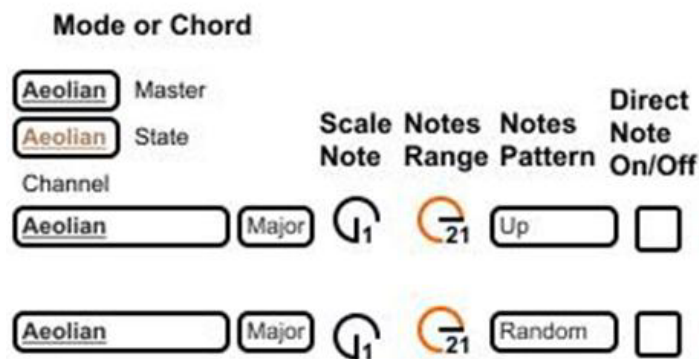 Mode or Chord
Aeolian Master
Aeolian State
Scale Note
Notes Range
Notes Pattern
Direct Note On/Off
Channel
Aeolian Major 1 21 Up
Aeolian Major 1 21 Random